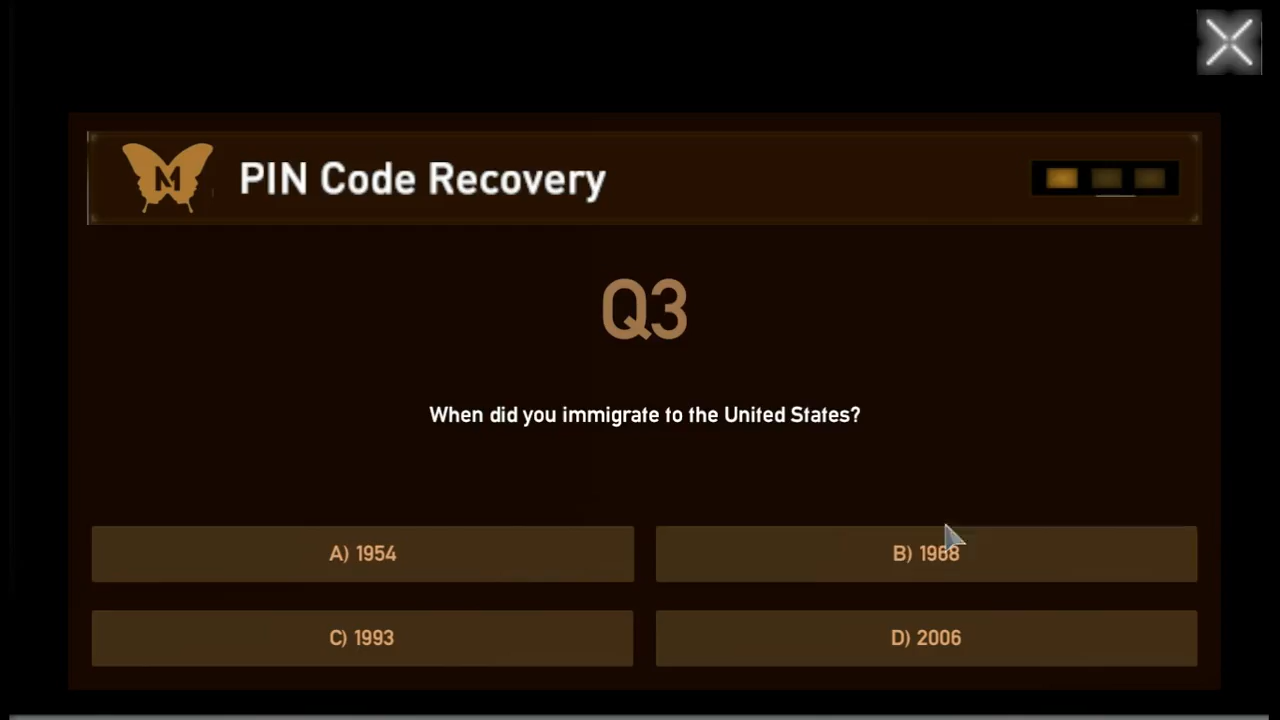 M
PIN Code Recovery
Q3
When did you immigrate to the United States?
A) 1954
B) 1968
C) 1993
D) 2006